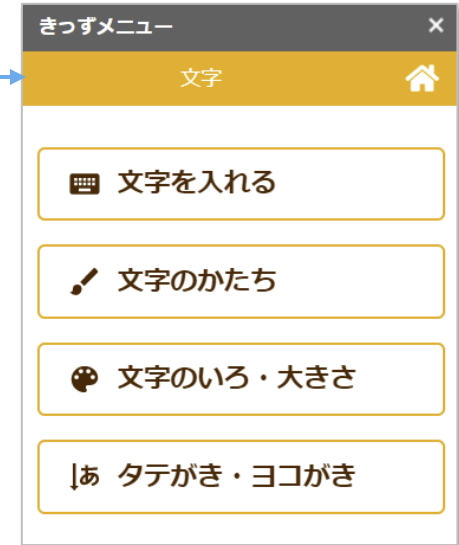 きっずメニュー ×
文字
文字を入れる
文字のかたち
文字のいろ・大きさ
あ タテがき・ヨコがき